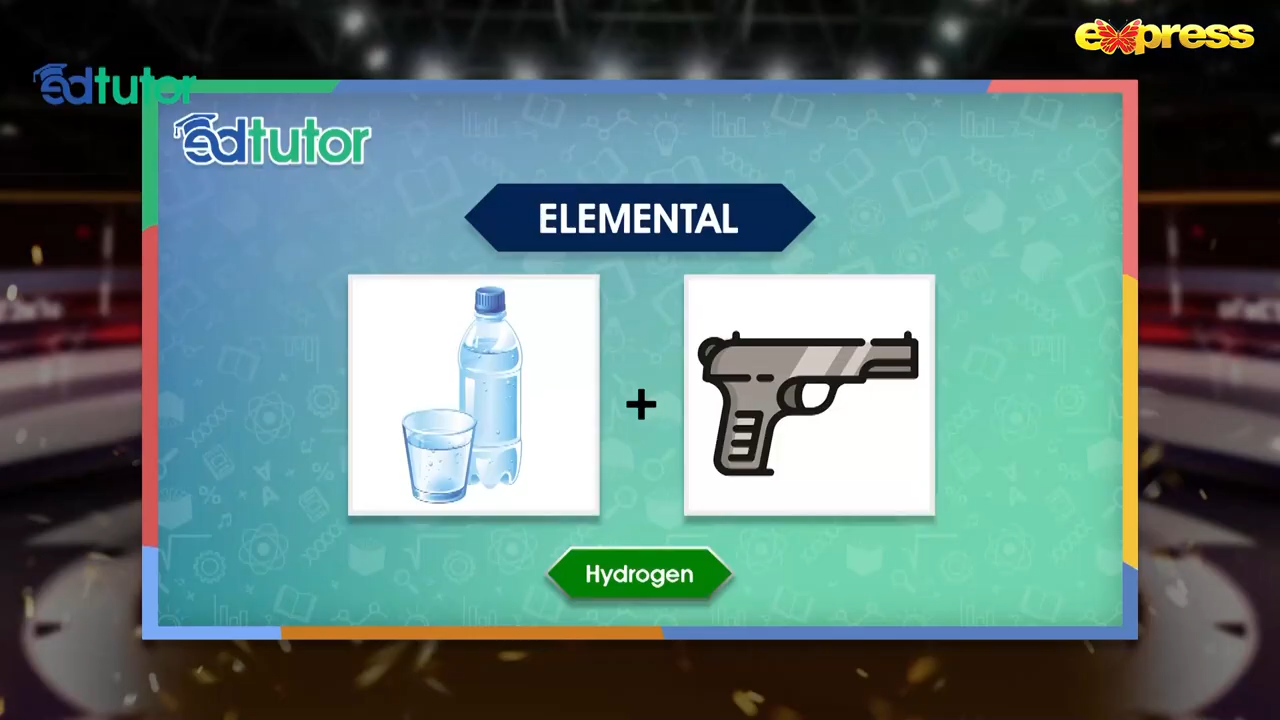 express
edtutor
edtutor
ELEMENTAL
+
Hydrogen